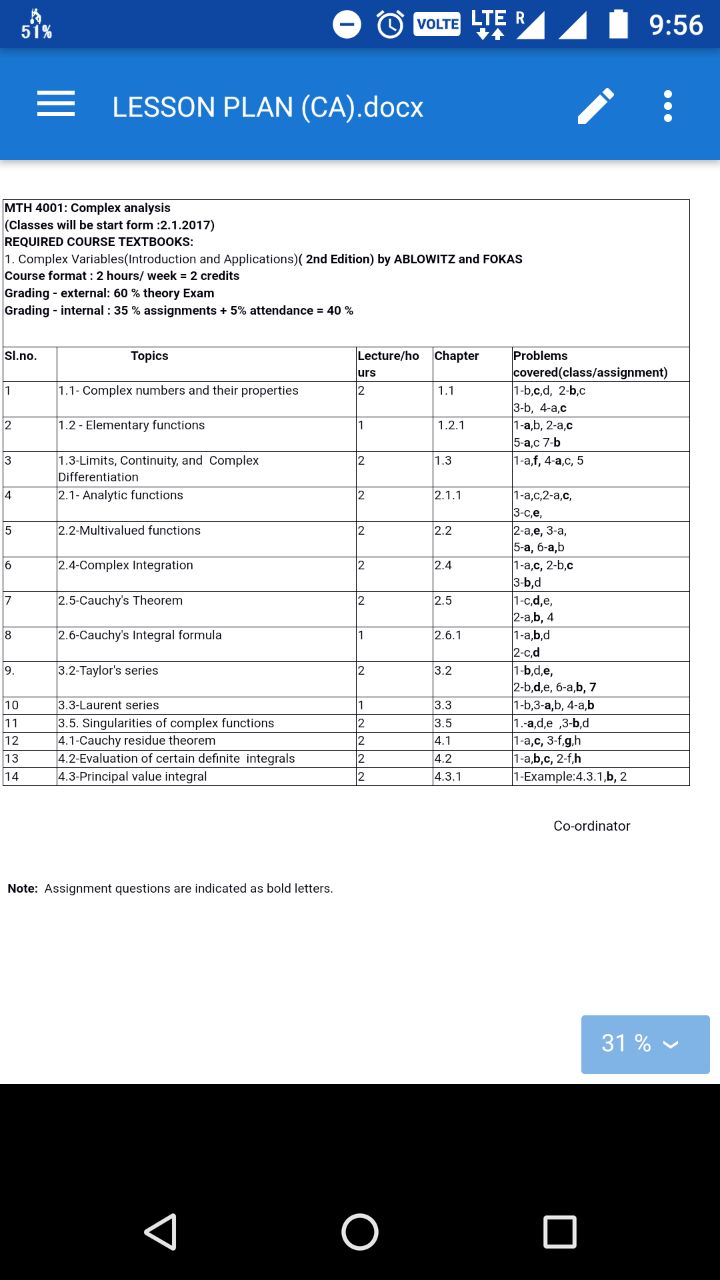 51%
VOLTE LTE R 9:56
LESSON PLAN (CA).docx
MTH 4001: Complex analysis
(Classes will be start form :2.1.2017)
REQUIRED COURSE TEXTBOOKS:
1. Complex Variables(Introduction and Applications)( 2nd Edition) by ABLOWITZ and FOKAS
Course format : 2 hours/ week = 2 credits
Grading - external: 60 % theory Exam
Grading - internal : 35 % assignments + 5% attendance = 40 %
Sl.no. Topics Lecture/ho Chapter Problems
urs covered(class/assignment)
1 1.1- Complex numbers and their properties 2 1.1 1-b,c,d, 2-b,c
3-b, 4-a,c
2 1.2 - Elementary functions 1 1.2.1 1-a,b, 2-a,c
5-a,c 7-b
3 1.3-Limits, Continuity, and Complex 2 1.3 1-a,f, 4-a,c, 5
Differentiation
4 2.1- Analytic functions 2 2.1.1 1-a,c,2-a,c,
3-c,e,
5 2.2-Multivalued functions 2 2.2 2-a,e, 3-a,
5-a, 6-a,b
6 2.4-Complex Integration 2 2.4 1-a,c, 2-b,c
3-b,d
7 2.5-Cauchy's Theorem 2 2.5 1-c,d,e,
2-a,b, 4
8 2.6-Cauchy's Integral formula 1 2.6.1 1-a,b,d
2-c,d
9. 3.2-Taylor's series 2 3.2 1-b,d,e,
2-b,d,e, 6-a,b, 7
10 3.3-Laurent series 1 3.3 1-b,3-a,b, 4-a,b
11 3.5. Singularities of complex functions 2 3.5 1.-a,d,e ,3-b,d
12 4.1-Cauchy residue theorem 2 4.1 1-a,c, 3-f,g,h
13 4.2-Evaluation of certain definite integrals 2 4.2 1-a,b,c, 2-f,h
14 4.3-Principal value integral 2 4.3.1 1-Example:4.3.1,b, 2
Co-ordinator
Note: Assignment questions are indicated as bold letters.
31 %